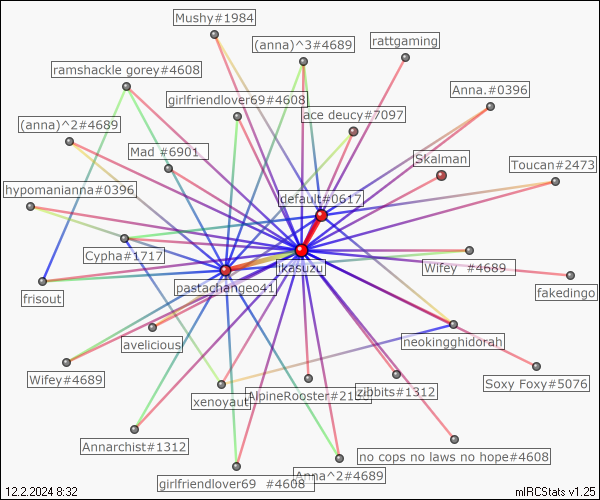 Mushy#1984
(anna)^3#4689
rattgaming
ramshackle gorey#4608
girlfriendlover69#4608
Anna.#0396
ace deucy#7097
(anna)^2#4689
Mad #6901
Skalman
Toucan#2473
hypomanianna#0396
default#0617
Cypha#1717
ikasuzu
Wifey #4689
pastachangeo41
frisout
fakedingo
avelicious
neokingghidorah
Wifey#4689
Soxy Foxy#5076
xenoyaut
zibbits#1312
Annarchist#1312
no cops no laws no hope#4608
Anna^2#4689
girlfriendlover69 #4608
12.2.2024 8:32
mIRCStats v1.25